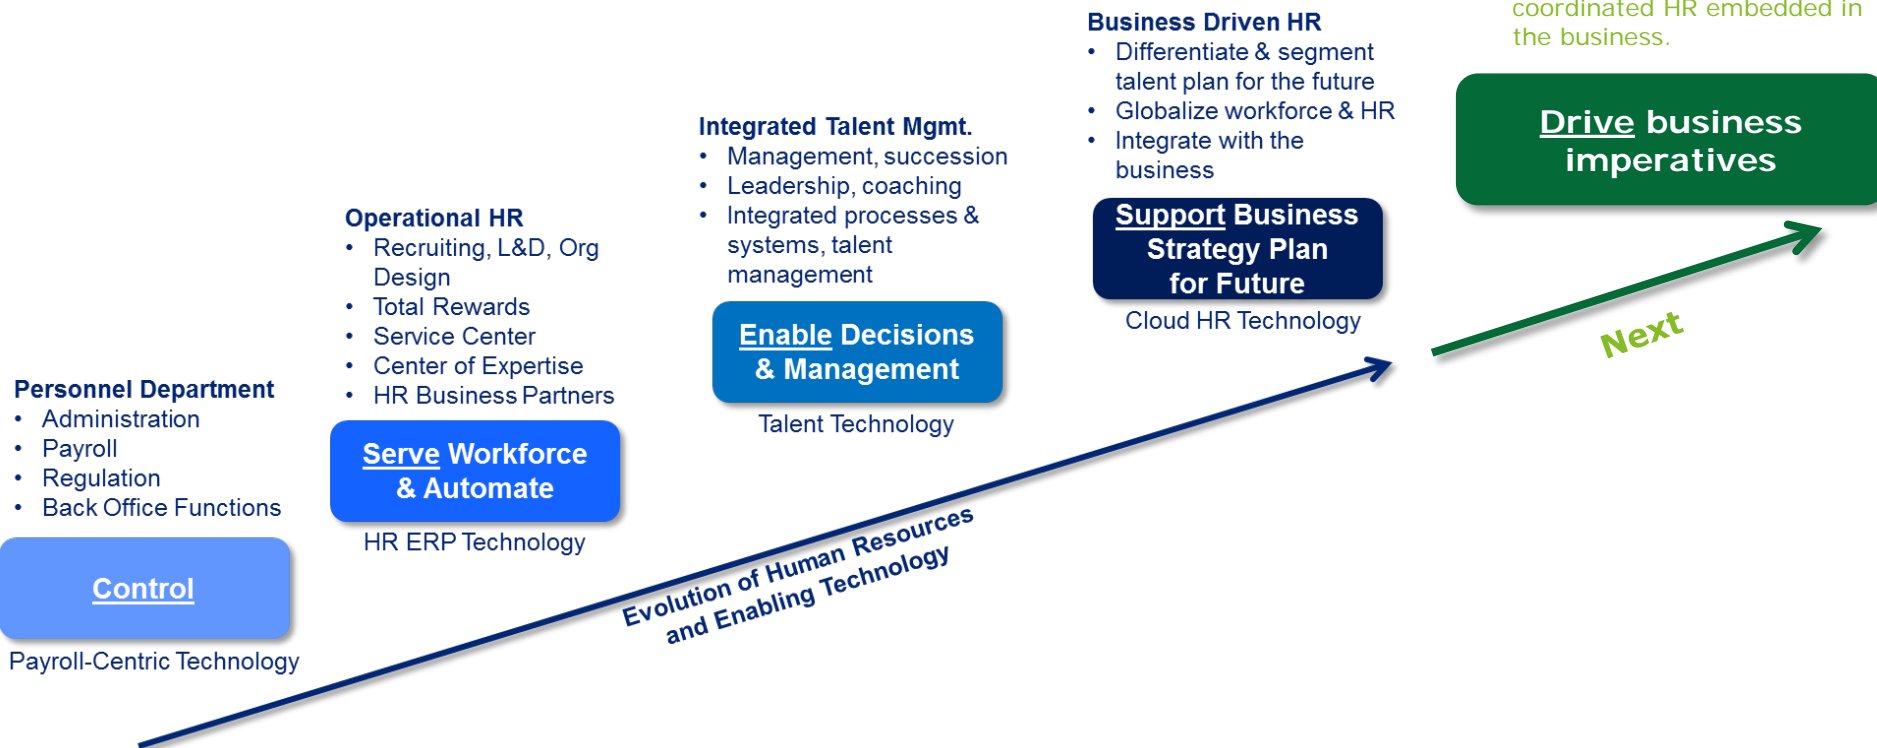 Personnel Department
• Administration
• Payroll
• Regulation
• Back Office Functions
Control
Payroll-Centric Technology
Operational HR
• Recruiting, L&D, Org
Design
• Total Rewards
• Service Center
• Center of Expertise
• HR Business Partners
Serve Workforce
& Automate
HR ERP Technology
Integrated Talent Mgmt.
• Management, succession
• Leadership, coaching
• Integrated processes &
systems, talent
management
Enable Decisions
& Management
Talent Technology
Business Driven HR
• Differentiate & segment
talent plan for the future
• Globalize workforce & HR
• Integrate with the
business
Support Business
Strategy Plan
for Future
Cloud HR Technology
coordinated HR embedded in
the business.
Drive business
imperatives
Next
Evolution of Human Resources
and Enabling Technology